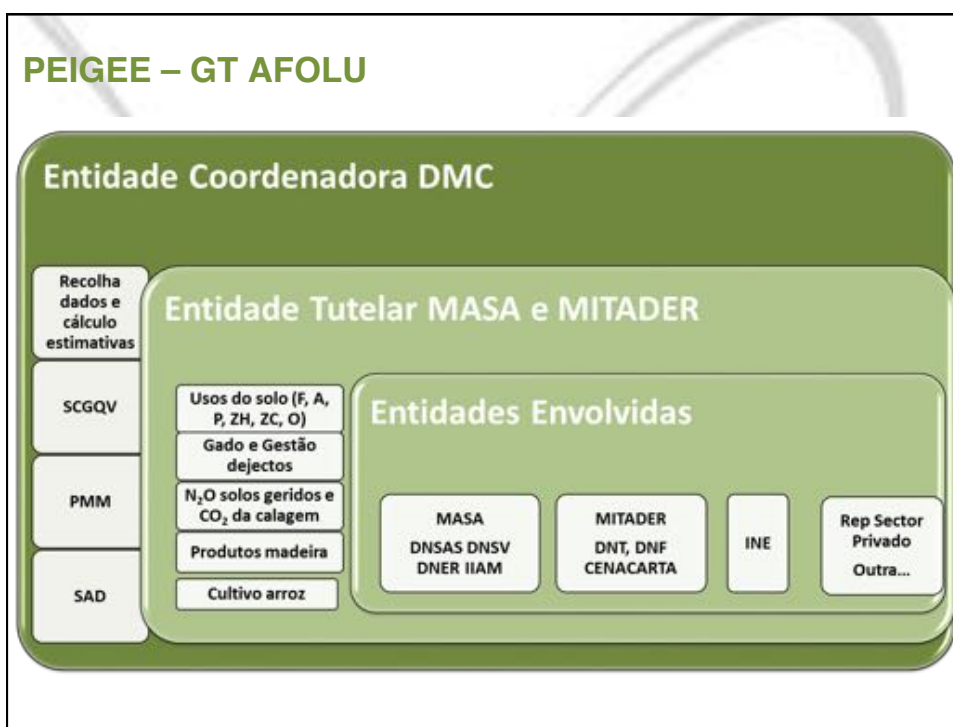 PEIGEE – GT AFOLU
Entidade Coordenadora DMC
Recolha
dados e
cálculo
estimativas
SCGQV
PMM
SAD
Entidade Tutelar MASA e MITADER
Usos do solo (F, A,
P, ZH, ZC, O)
Gado e Gestão
dejectos
N₂O solos geridos e
CO₂ da calagem
Produtos madeira
Cultivo arroz
Entidades Envolvidas
MASA
DNSAS DNSV
DNER IIAM
MITADER
DNT, DNF
CENACARTA
INE
Rep Sector
Privado
Outra...